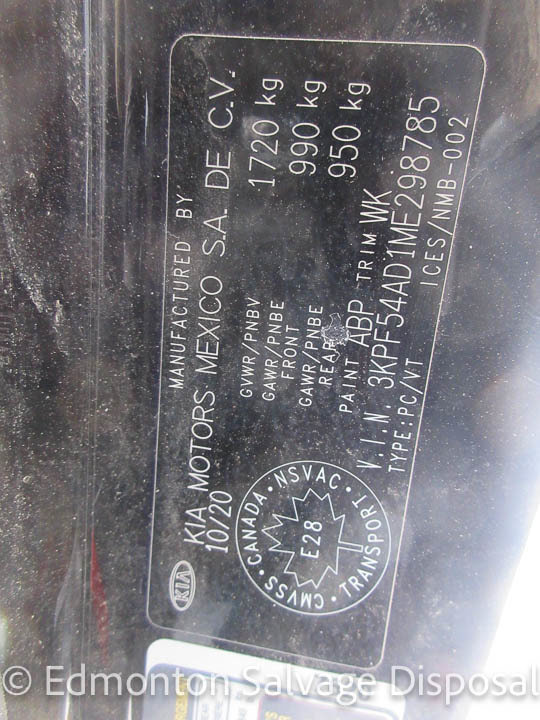 MANUFACTURED BY
KIA MOTORS MEXICO S.A. DE C.V.
10/20
GVWR/PNBV 1720 kg
GAWR/PNBE FRONT 990 kg
GAWR/PNBE REAR 950 kg
PAINT ABP TRIM WK
V.I.N. 3KPF54AD1ME298785
TYPE:PC/VT ICES/NMB-002
KIA
CANADA · NSVAC · TRANSPORT · CMVSS
E28
© Edmonton Salvage Disposal